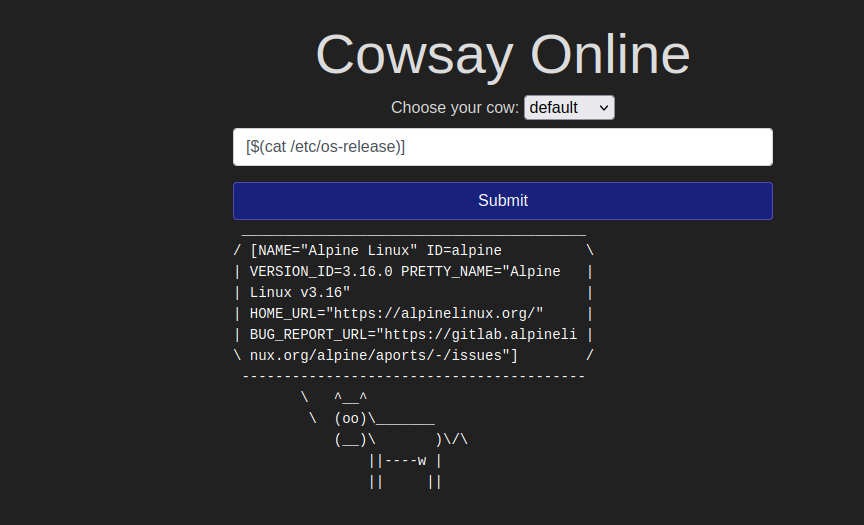 Cowsay Online
Choose your cow: default
[$(cat /etc/os-release)]
Submit
 _________________________________________
/ [NAME="Alpine Linux" ID=alpine          \
| VERSION_ID=3.16.0 PRETTY_NAME="Alpine   |
| Linux v3.16"                            |
| HOME_URL="https://alpinelinux.org/"     |
| BUG_REPORT_URL="https://gitlab.alpineli |
\ nux.org/alpine/aports/-/issues"]        /
 -----------------------------------------
        \   ^__^
         \  (oo)\_______
            (__)\       )\/\
                ||----w |
                ||     ||